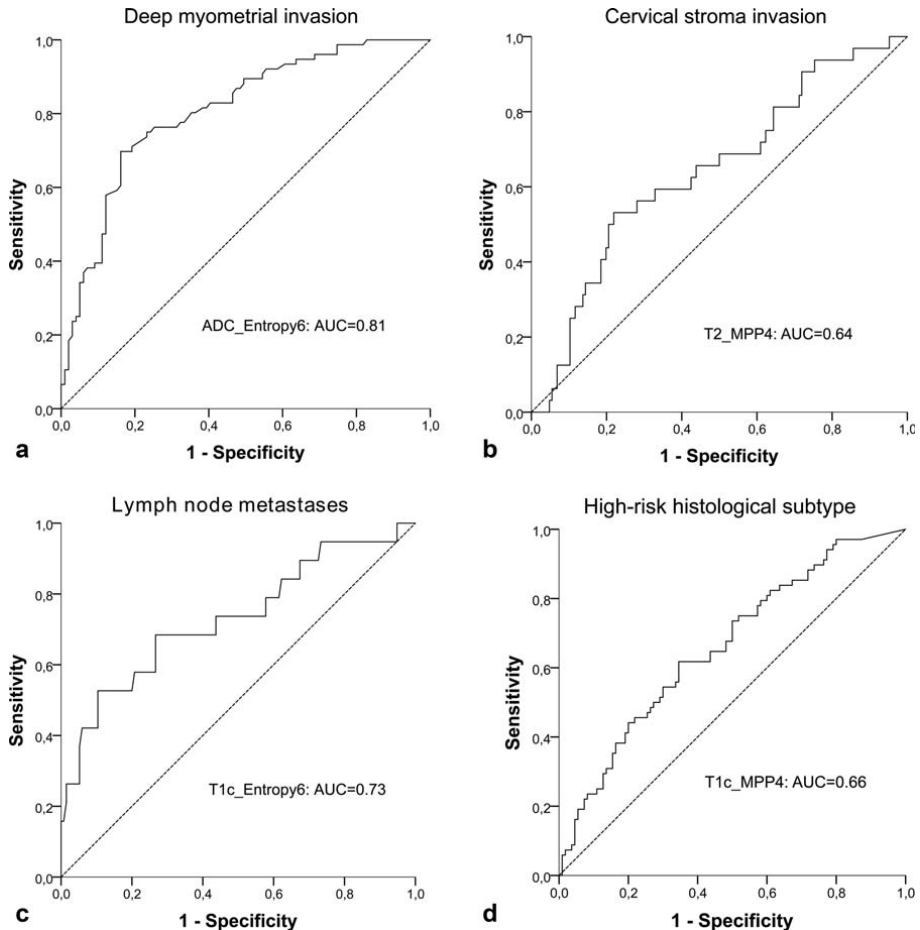 Deep myometrial invasion
1,0
0,8
0,6
0,4
0,2
0,0
Sensitivity
ADC_Entropy6: AUC=0.81
0,0 0,2 0,4 0,6 0,8 1,0
1 - Specificity
a
Cervical stroma invasion
1,0
0,8
0,6
0,4
0,2
0,0
Sensitivity
T2_MPP4: AUC=0.64
0,0 0,2 0,4 0,6 0,8 1,0
1 - Specificity
b
Lymph node metastases
1,0
0,8
0,6
0,4
0,2
0,0
Sensitivity
T1c_Entropy6: AUC=0.73
0,0 0,2 0,4 0,6 0,8 1,0
1 - Specificity
c
High-risk histological subtype
1,0
0,8
0,6
0,4
0,2
0,0
Sensitivity
T1c_MPP4: AUC=0.66
0,0 0,2 0,4 0,6 0,8 1,0
1 - Specificity
d